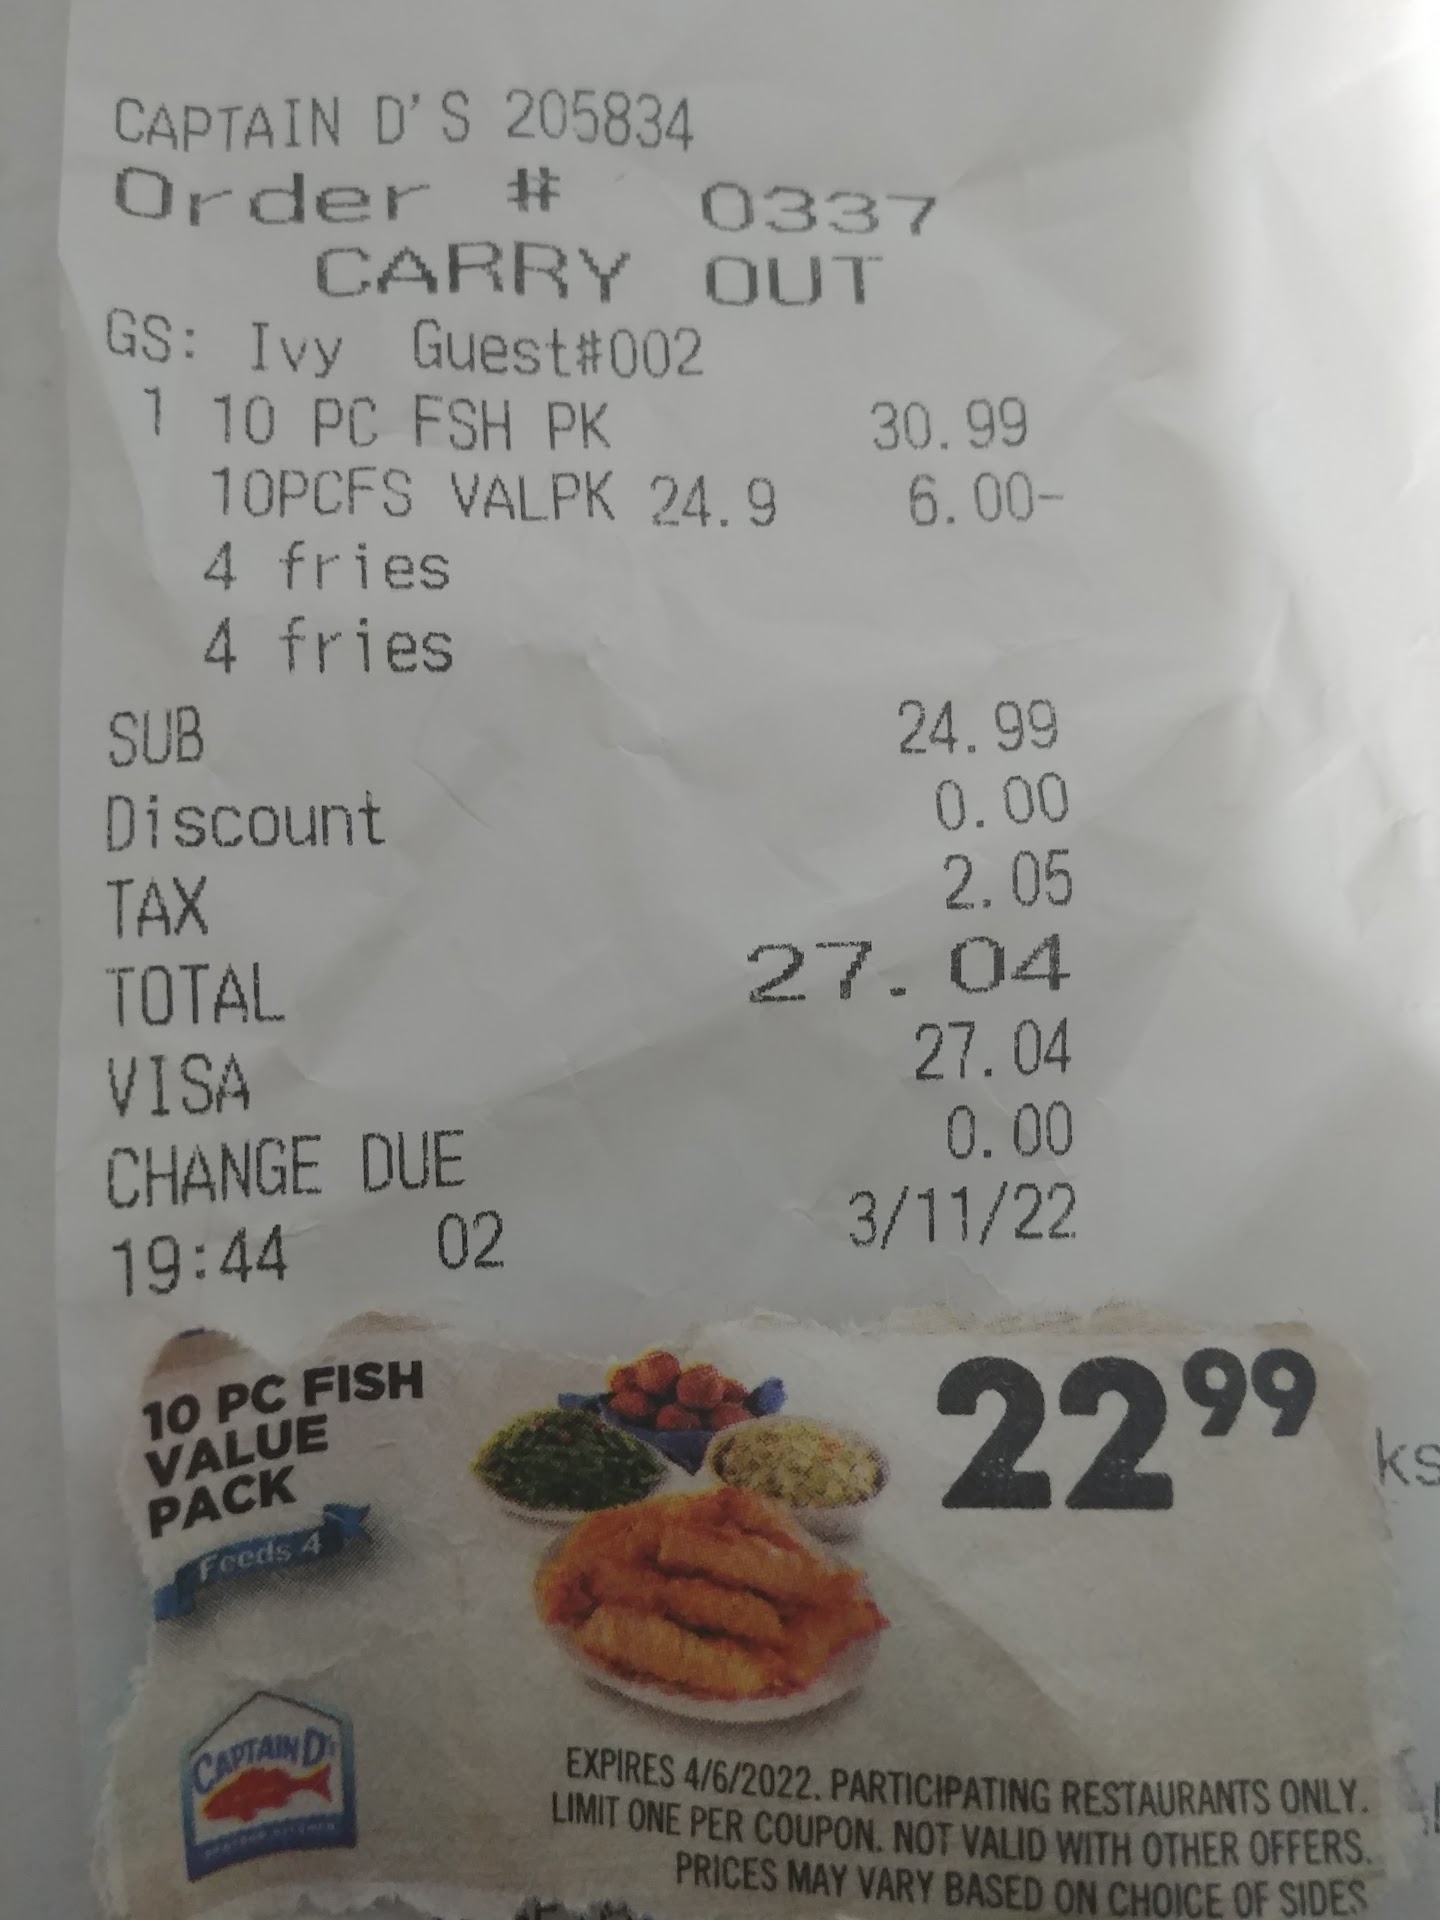 CAPTAIN D'S 205834
Order # 0337
CARRY OUT
GS: Ivy Guest#002
1 10 PC FSH PK 30.99
10PCFS VALPK 24.9 6.00-
4 fries
4 fries
SUB 24.99
Discount 0.00
TAX 2.05
TOTAL 27.04
VISA 27.04
CHANGE DUE 0.00
19:44 02 3/11/22
10 PC FISH
VALUE
PACK
Feeds 4
22 99
ks
CAPTAIN D's
EXPIRES 4/6/2022. PARTICIPATING RESTAURANTS ONLY.
LIMIT ONE PER COUPON. NOT VALID WITH OTHER OFFERS.
PRICES MAY VARY BASED ON CHOICE OF SIDES